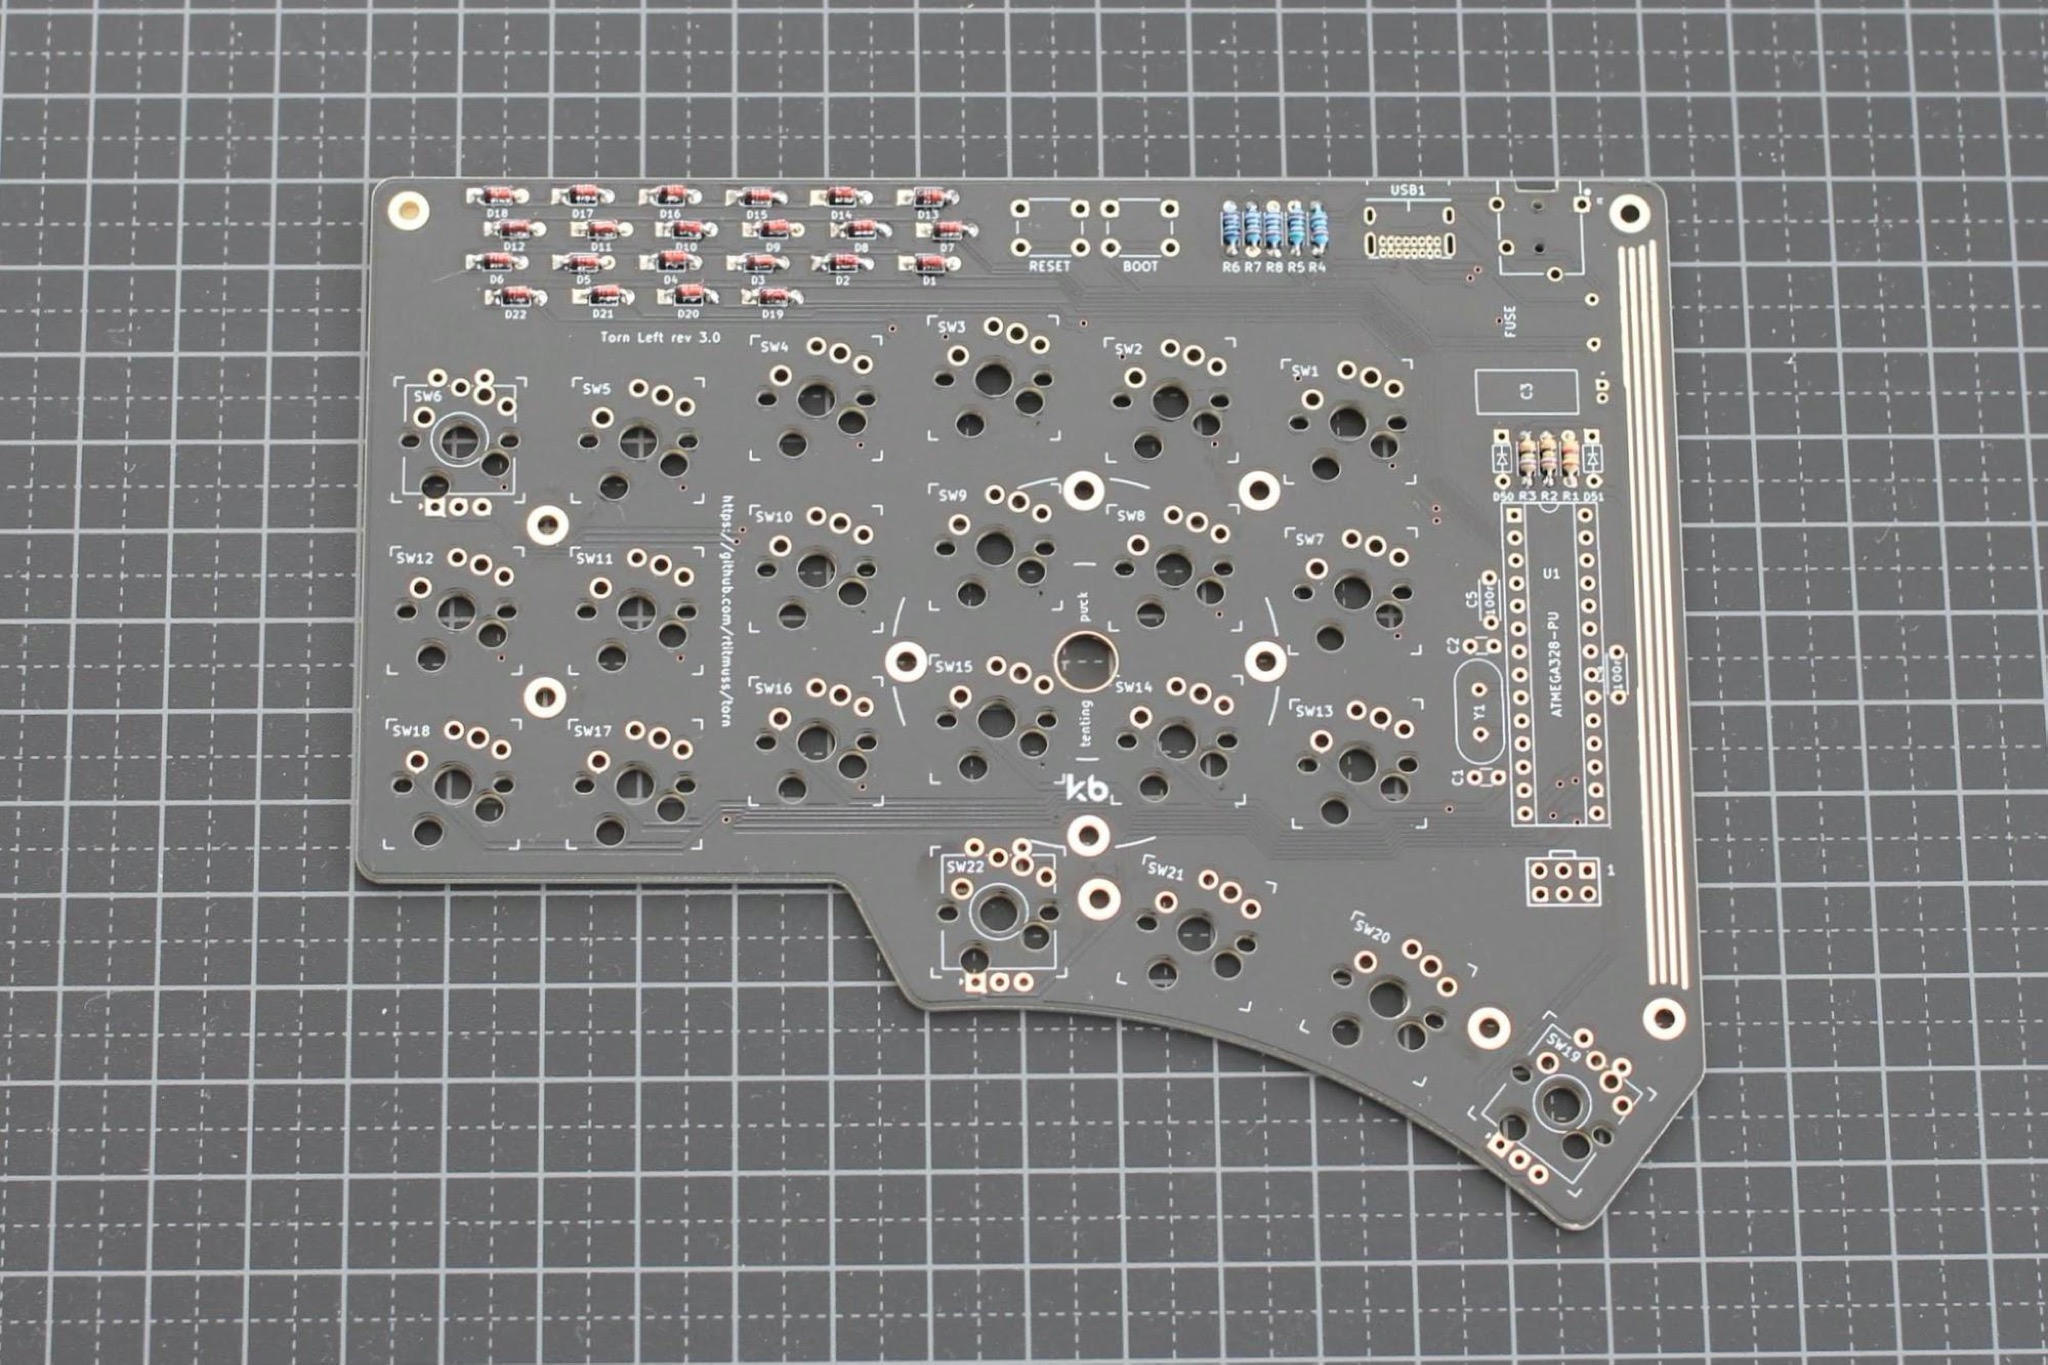 USB1
D18 D17 D16 D15 D14 D13
D12 D11 D10 D9 D8 D7
RESET BOOT R6 R7 R8 R5 R4
D6 D5 D4 D3 D2 D1
D22 D21 D20 D19
FUSE
Torn Left rev 3.0
SW6 SW5 SW4 SW3 SW2 SW1
C3
D50 R3 R2 R1 D51
SW12 SW11 SW10 SW9 SW8 SW7
https://github.com/rtitmuss/torn
puck
tenting
U1
ATMEGA328-PU
C5
100n
C2
100n
Y1
C1
SW18 SW17 SW16 SW15 SW14 SW13
kb
1
SW22 SW21 SW20 SW19